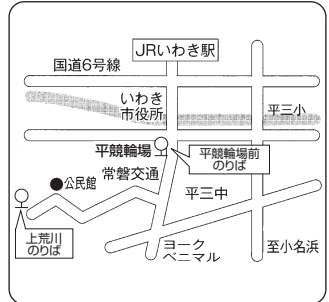 JRいわき駅
国道6号線
いわき
市役所
平三小
平競輪場
平競輪場前
のりば
常磐交通
公民館
平三中
上荒川
のりば
ヨーク
ベニマル
至小名浜